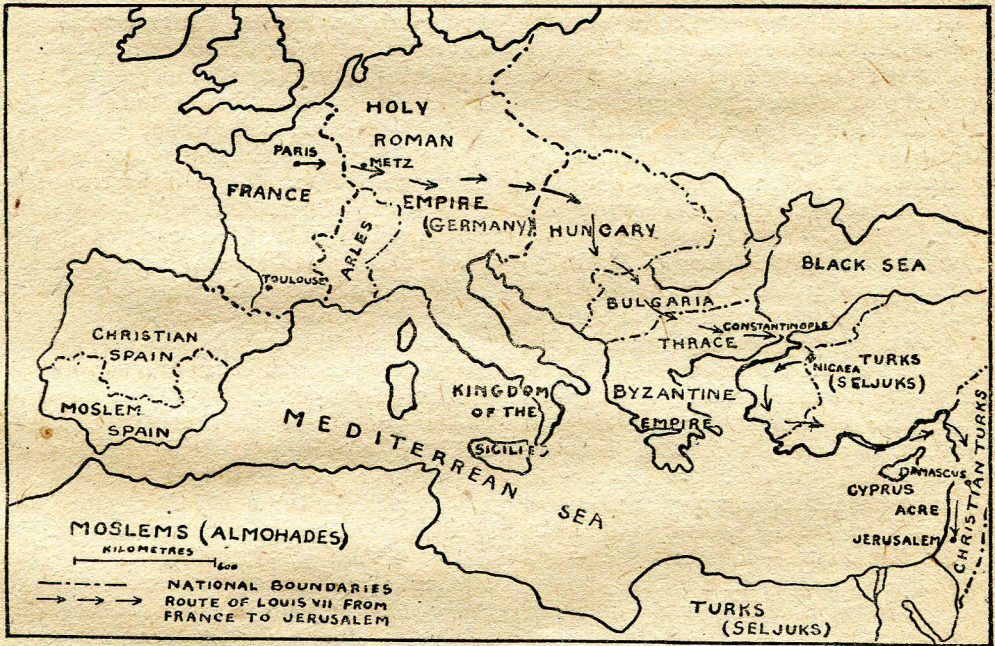 HOLY
ROMAN
PARIS
METZ
FRANCE
EMPIRE
(GERMANY)
HUNGARY
ARLES
BLACK SEA
TOULOUSE
BULGARIA
CONSTANTINOPLE
THRACE
CHRISTIAN
SPAIN
NICAEA
TURKS
(SELJUKS)
KINGDOM
OF THE
SICILIE
BYZANTINE
EMPIRE
MOSLEM
SPAIN
MEDITERREAN
SEA
DAMASCUS
CYPRUS
ACRE
JERUSALEM
CHRISTIAN TURKS
MOSLEMS (ALMOHADES)
KILOMETRES
600
NATIONAL BOUNDARIES
ROUTE OF LOUIS VII FROM
FRANCE TO JERUSALEM
TURKS
(SELJUKS)